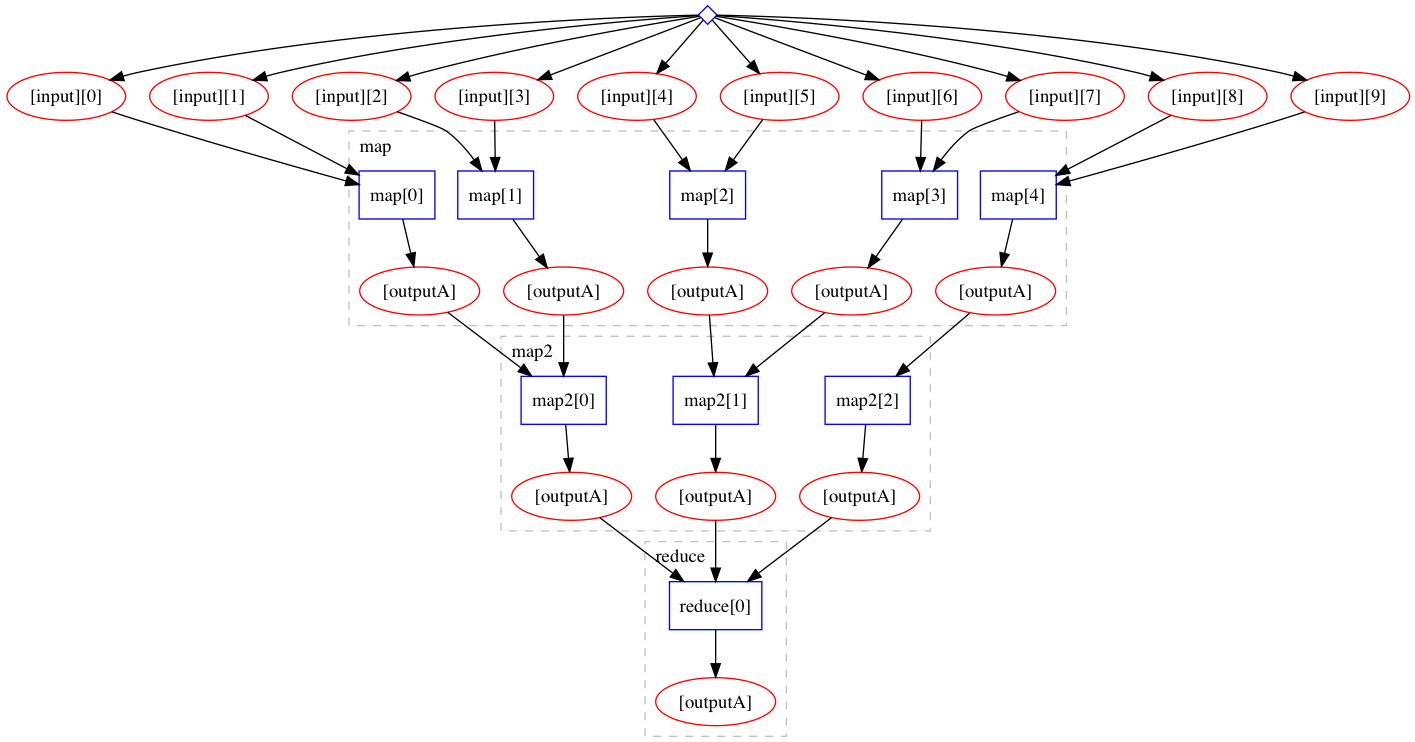 [input][0] [input][1] [input][2] [input][3] [input][4] [input][5] [input][6] [input][7] [input][8] [input][9]
map
map[0] map[1] map[2] map[3] map[4]
[outputA] [outputA] [outputA] [outputA] [outputA]
map2
map2[0] map2[1] map2[2]
[outputA] [outputA] [outputA]
reduce
reduce[0]
[outputA]